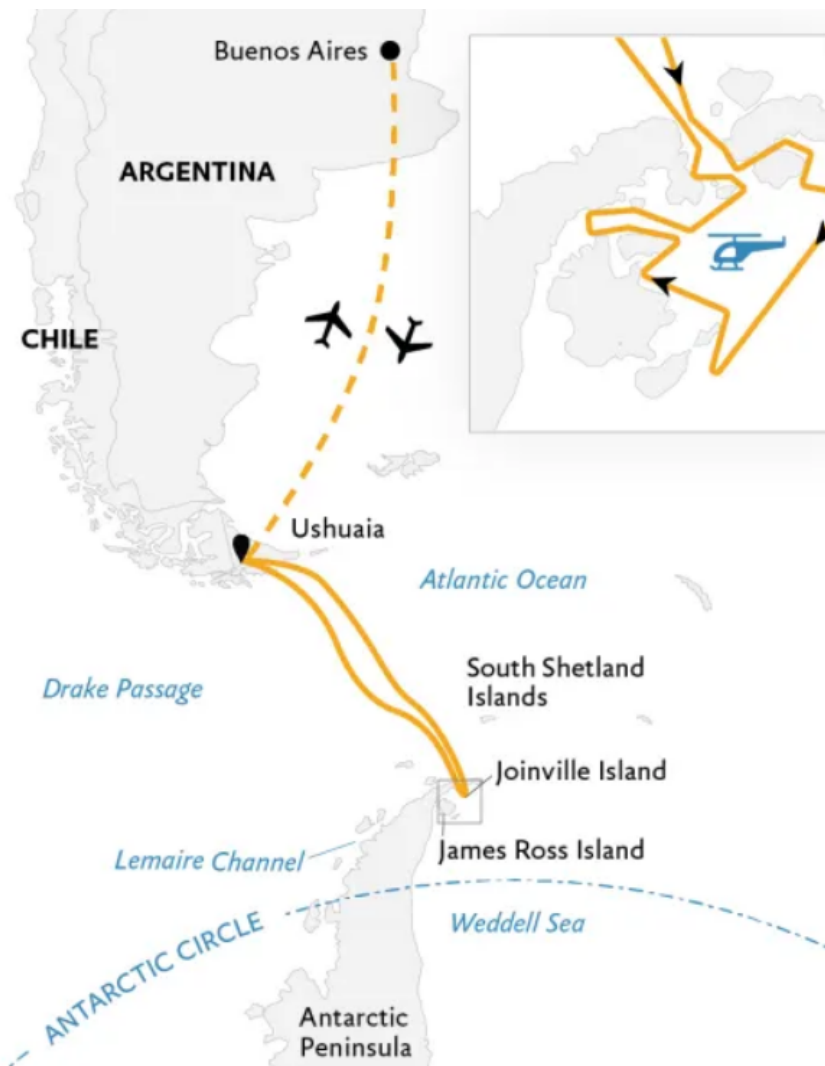 Buenos Aires
ARGENTINA
CHILE
Ushuaia
Atlantic Ocean
South Shetland
Islands
Drake Passage
Joinville Island
James Ross Island
Lemaire Channel
Weddell Sea
ANTARCTIC CIRCLE
Antarctic
Peninsula